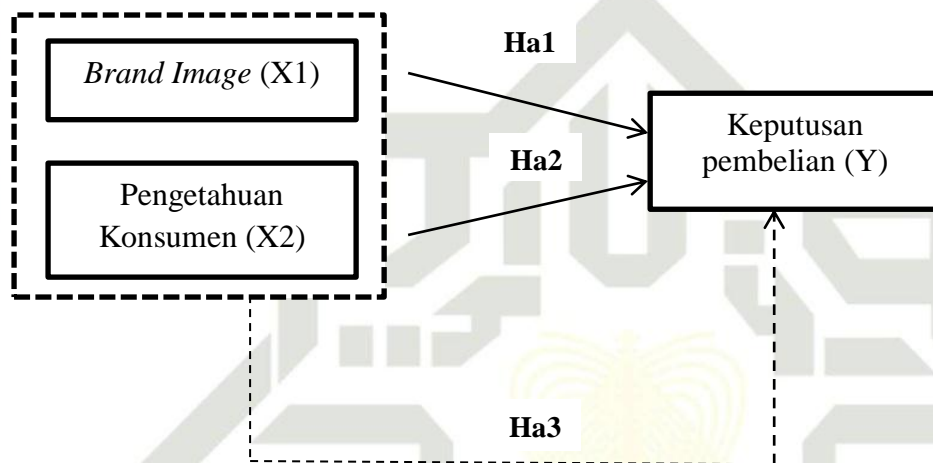 Ha1
Brand Image (X1)
Keputusan
pembelian (Y)
Ha2
Pengetahuan
Konsumen (X2)
Ha3